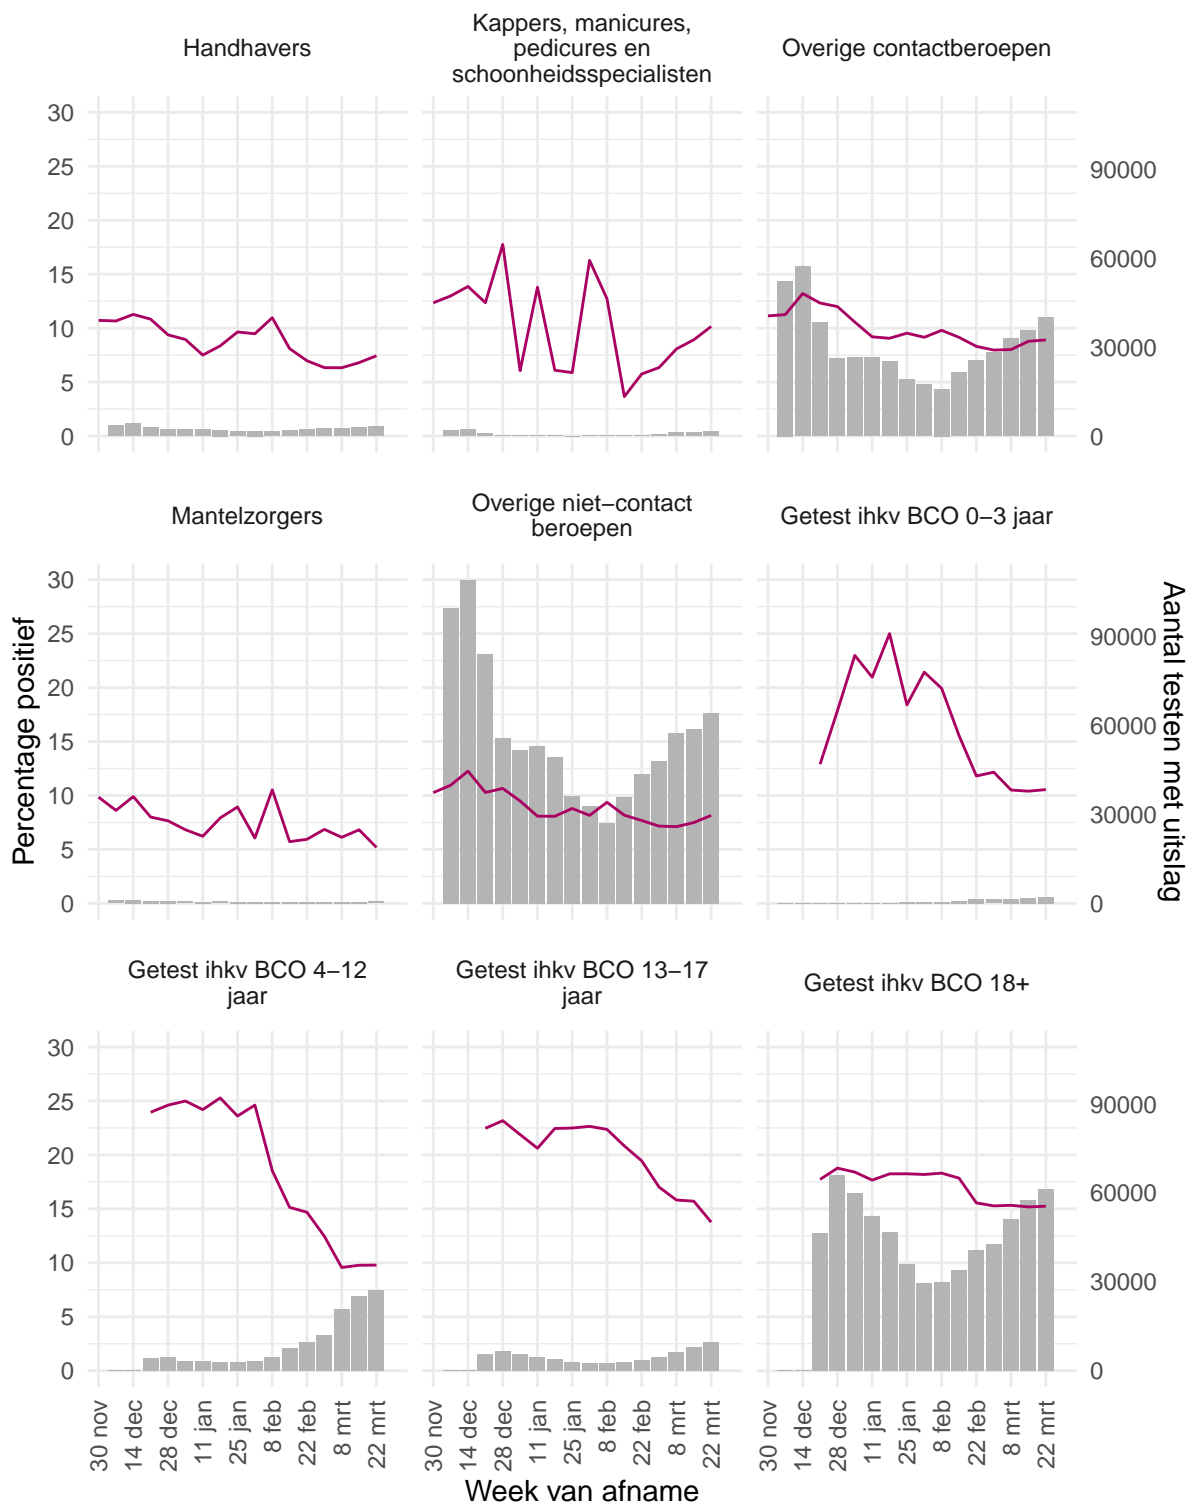 Handhavers
Kappers, manicures,
pedicures en
schoonheidsspecialisten
Overige contactberoepen
30
25
20
15
10
5
0
90000
60000
30000
0
Mantelzorgers
Overige niet−contact
beroepen
Getest ihkv BCO 0−3 jaar
30
25
20
15
10
5
0
90000
60000
30000
0
Percentage positief
Aantal testen met uitslag
Getest ihkv BCO 4−12
jaar
Getest ihkv BCO 13−17
jaar
Getest ihkv BCO 18+
30
25
20
15
10
5
0
90000
60000
30000
0
30 nov
14 dec
28 dec
11 jan
25 jan
8 feb
22 feb
8 mrt
22 mrt
30 nov
14 dec
28 dec
11 jan
25 jan
8 feb
22 feb
8 mrt
22 mrt
30 nov
14 dec
28 dec
11 jan
25 jan
8 feb
22 feb
8 mrt
22 mrt
Week van afname